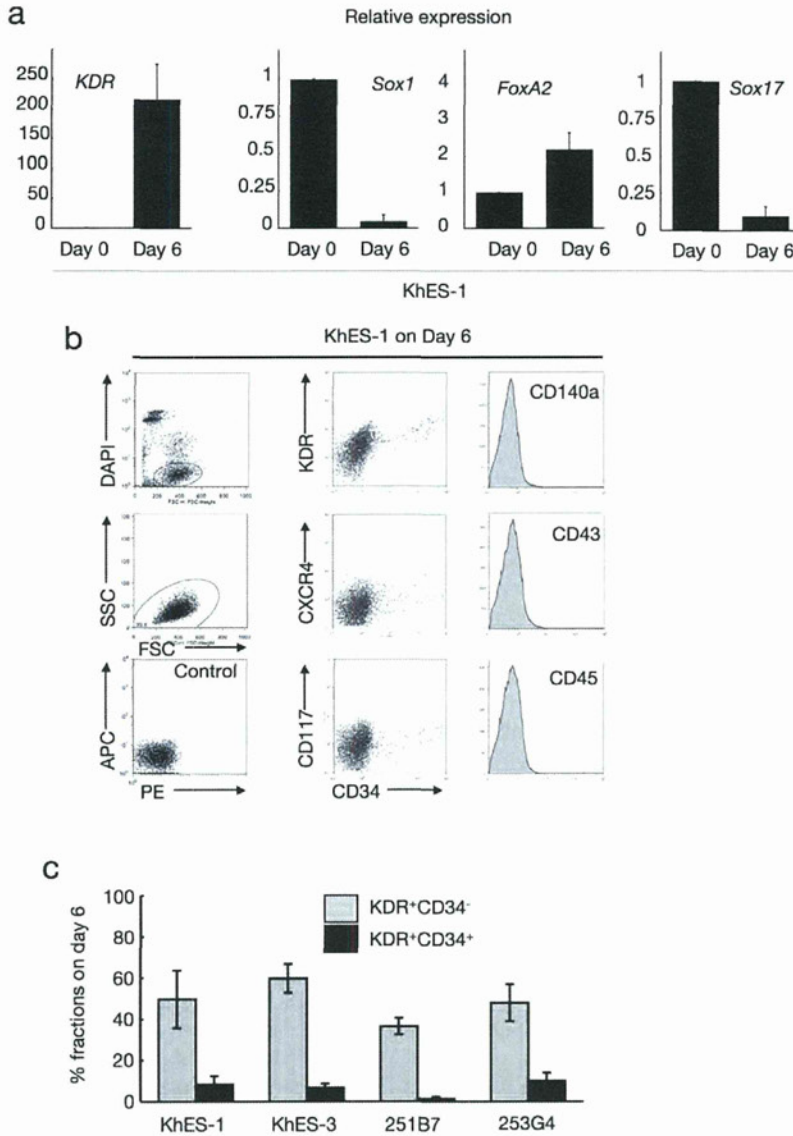 a
Relative expression
KDR
250
200
150
100
50
0
Day 0 Day 6
Sox1
1
0.75
0.5
0.25
0
Day 0 Day 6
FoxA2
4
3
2
1
0
Day 0 Day 6
Sox17
1
0.75
0.5
0.25
0
Day 0 Day 6
KhES-1
b
KhES-1 on Day 6
DAPI
KDR
CD140a
SSC
FSC
CXCR4
CD43
Control
APC
PE
CD117
CD34
CD45
c
% fractions on day 6
100
80
60
40
20
0
KDR⁺CD34⁻
KDR⁺CD34⁺
KhES-1 KhES-3 251B7 253G4